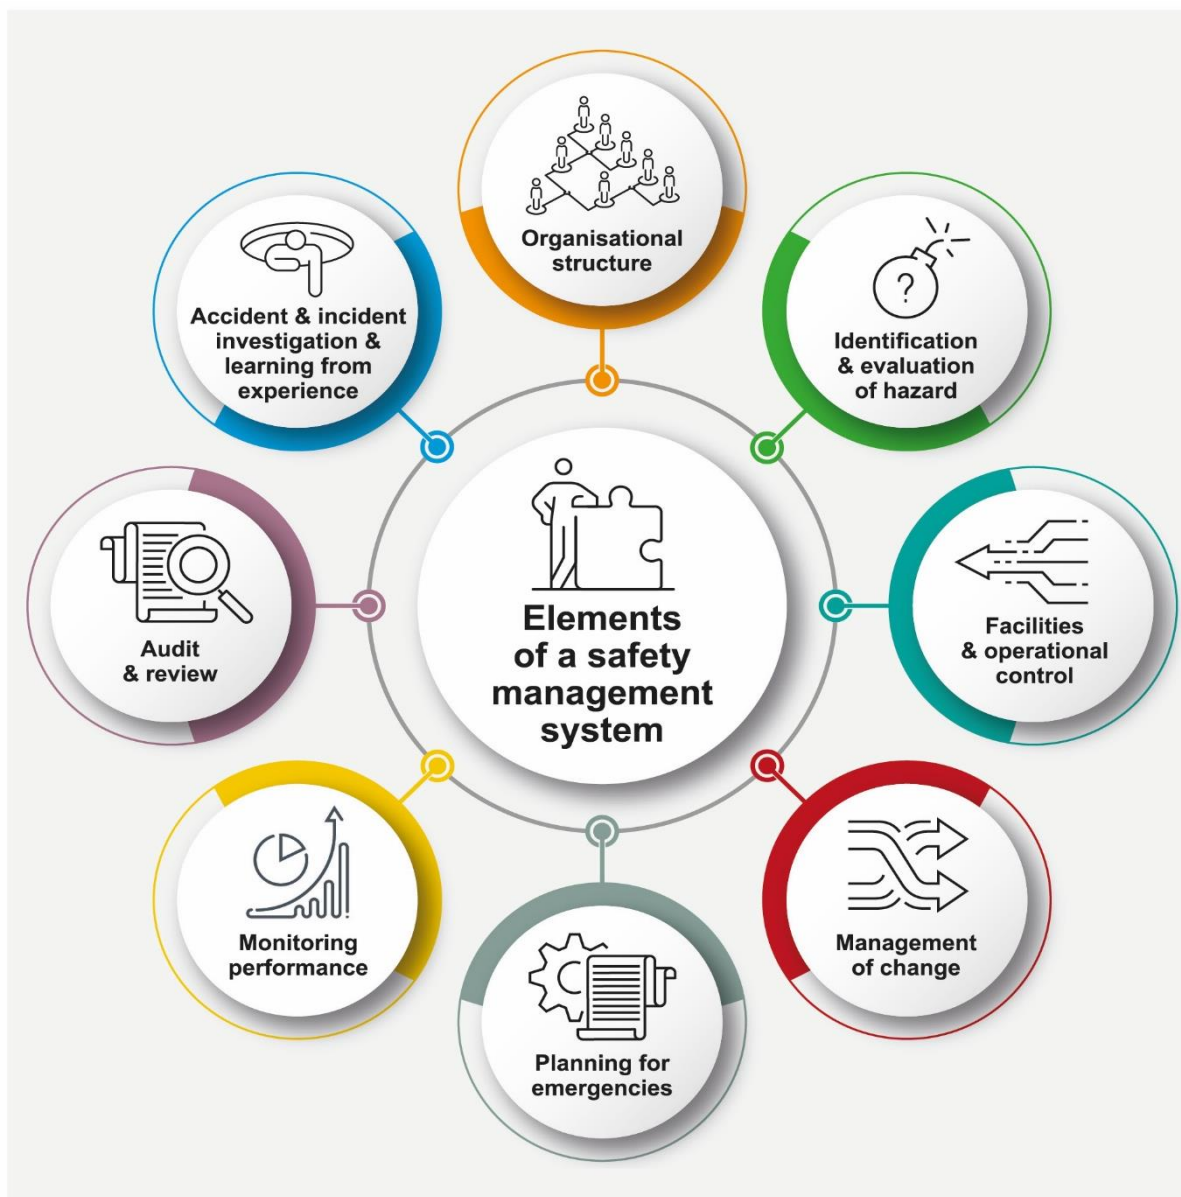 Organisational
structure
Identification
& evaluation
of hazard
Facilities
& operational
control
Management
of change
Planning for
emergencies
Monitoring
performance
Audit
& review
Accident & incident
investigation &
learning from
experience
Elements
of a safety
management
system
?